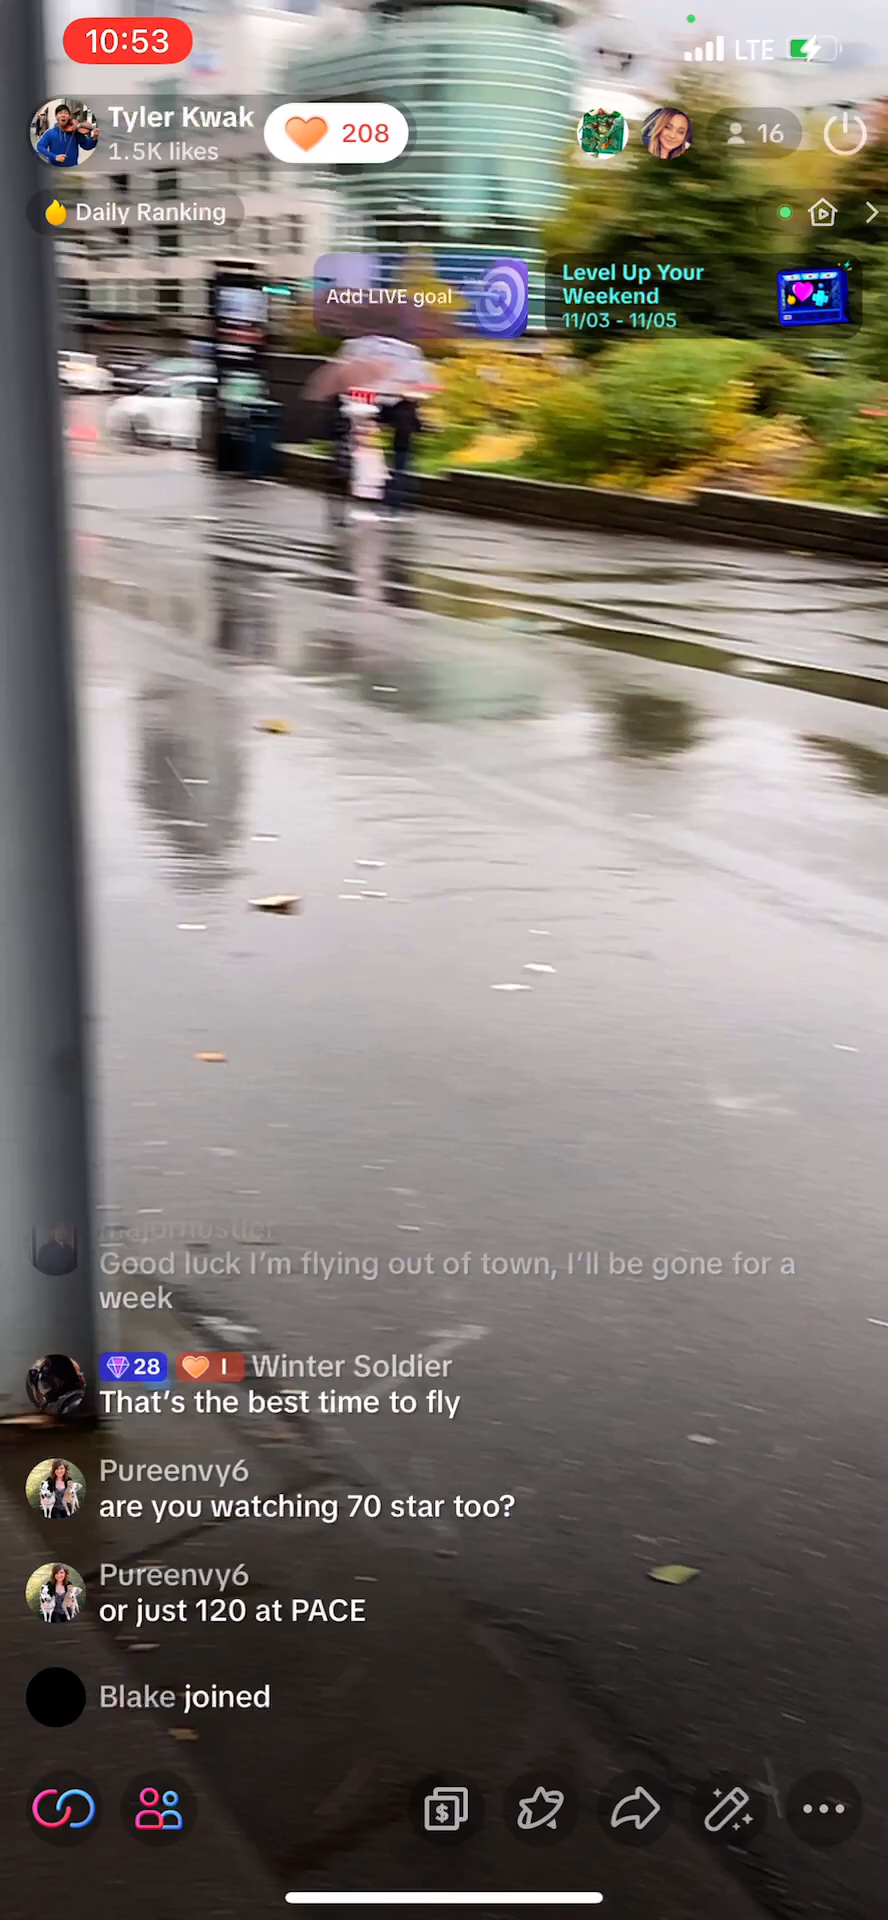 10:53
LTE
Tyler Kwak
208
1.5K likes
16
Daily Ranking
Add LIVE goal
Level Up Your
Weekend
11/03 - 11/05
majorhustler
Good luck I’m flying out of town, I’ll be gone for a
week
28 I Winter Soldier
That’s the best time to fly
Pureenvy6
are you watching 70 star too?
Pureenvy6
or just 120 at PACE
Blake joined